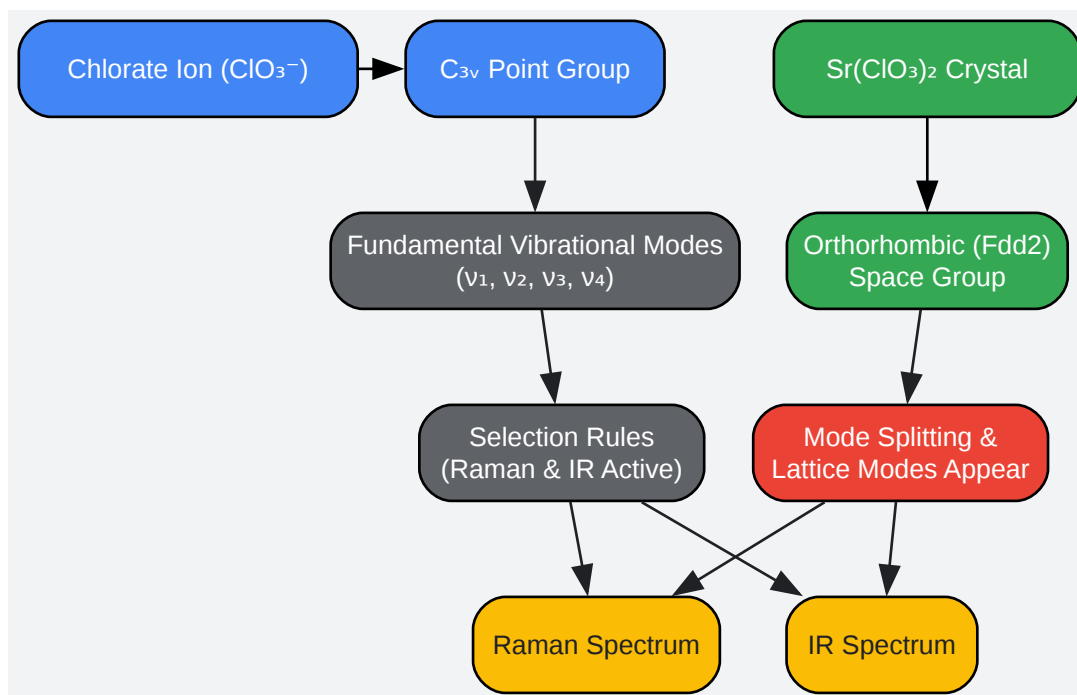 Chlorate Ion (ClO₃⁻)
C₃ᵥ Point Group
Sr(ClO₃)₂ Crystal
Fundamental Vibrational Modes
(ν₁, ν₂, ν₃, ν₄)
Orthorhombic (Fdd2)
Space Group
Selection Rules
(Raman & IR Active)
Mode Splitting &
Lattice Modes Appear
Raman Spectrum
IR Spectrum